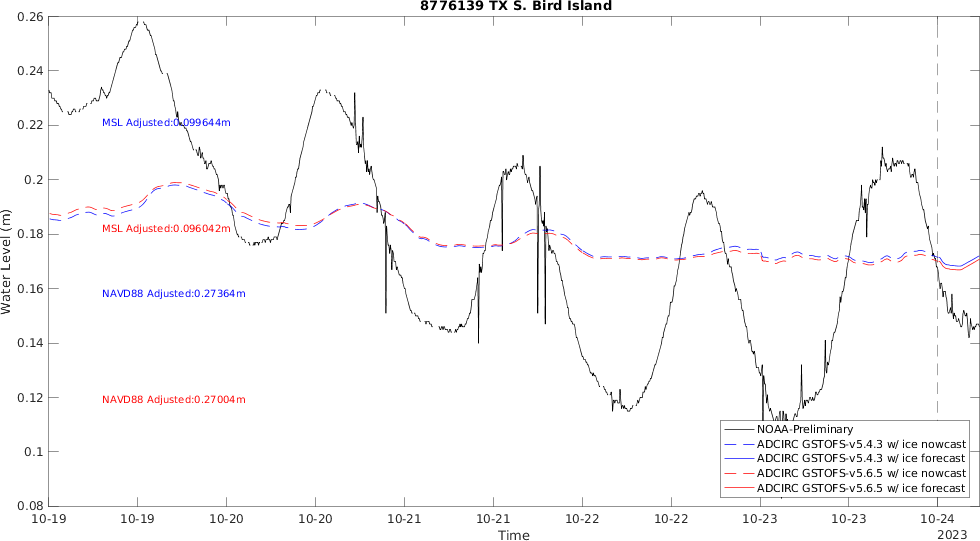 8776139 TX S. Bird Island
0.26
0.24
0.22
0.2
0.18
0.16
0.14
0.12
0.1
0.08
Water Level (m)
MSL Adjusted:0.099644m
MSL Adjusted:0.096042m
NAVD88 Adjusted:0.27364m
NAVD88 Adjusted:0.27004m
NOAA-Preliminary
ADCIRC GSTOFS-v5.4.3 w/ ice nowcast
ADCIRC GSTOFS-v5.4.3 w/ ice forecast
ADCIRC GSTOFS-v5.6.5 w/ ice nowcast
ADCIRC GSTOFS-v5.6.5 w/ ice forecast
10-19 10-19 10-20 10-20 10-21 10-21 10-22 10-22 10-23 10-23 10-24
Time
2023